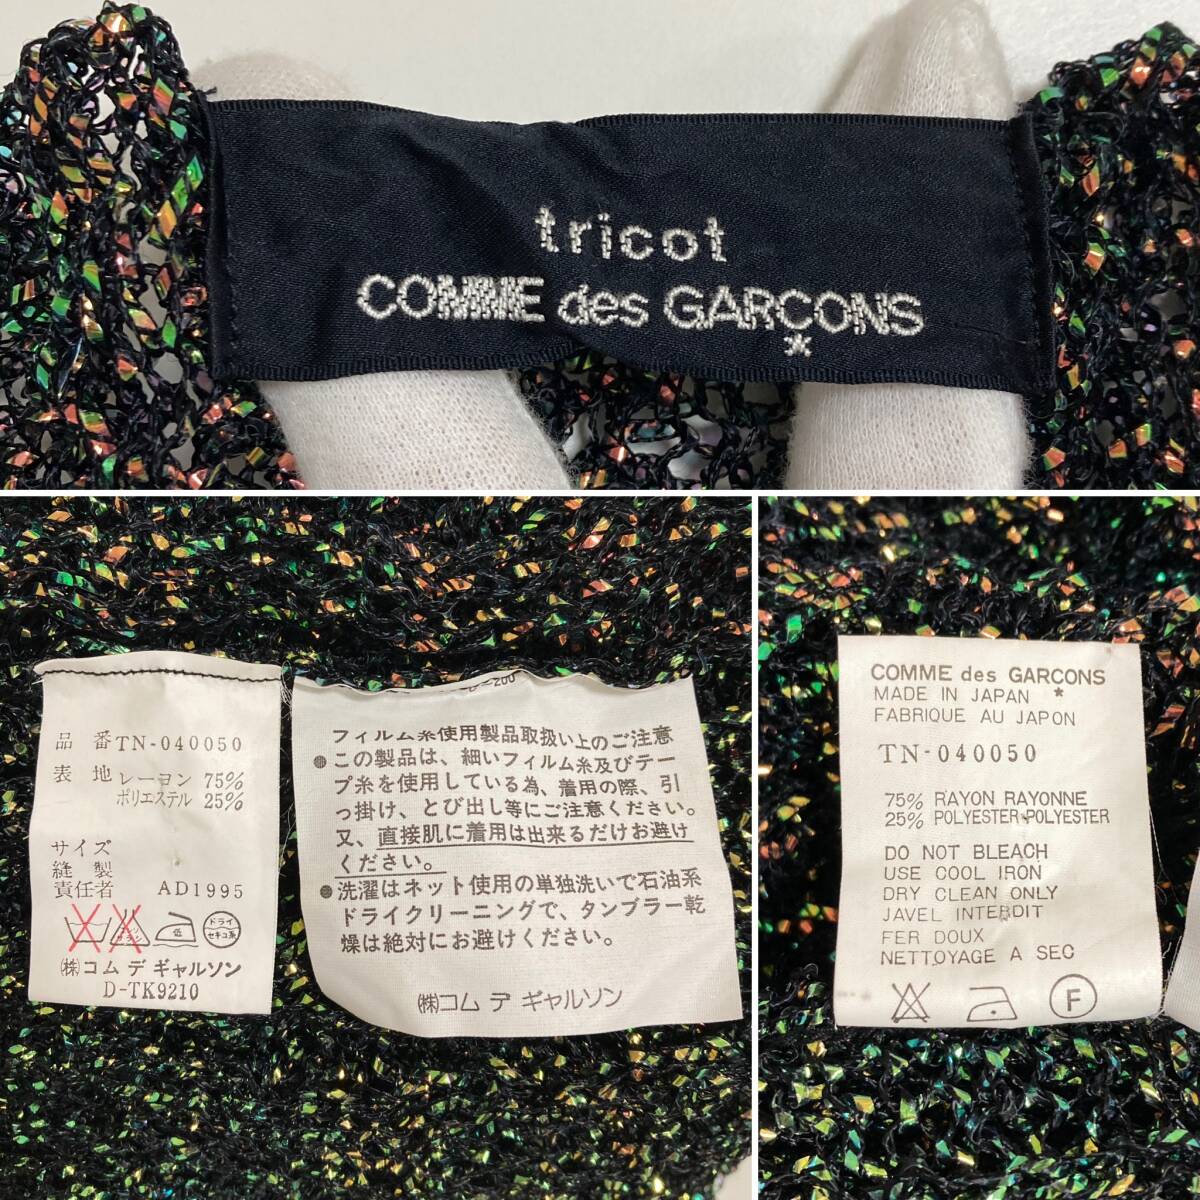 tricot
COMME des GARÇONS
*
品番 TN-040050
表地 レーヨン 75%
ポリエステル 25%
サイズ
縫製
責任者 AD1995
低
ドライ
セキユ系
㈱コム デ ギャルソン
D-TK9210
フィルム糸使用製品取扱い上のご注意
●この製品は、細いフィルム糸及びテー
プ糸を使用している為、着用の際、引
っ掛け、とび出し等にご注意ください。
又、直接肌に着用は出来るだけお避け
ください。
●洗濯はネット使用の単独洗いで石油系
ドライクリーニングで、タンブラー乾
燥は絶対にお避けください。
㈱コム デ ギャルソン
COMME des GARCONS
MADE IN JAPAN *
FABRIQUE AU JAPON
TN-040050
75% RAYON RAYONNE
25% POLYESTER POLYESTER
DO NOT BLEACH
USE COOL IRON
DRY CLEAN ONLY
JAVEL INTERDIT
FER DOUX
NETTOYAGE A SEC
F